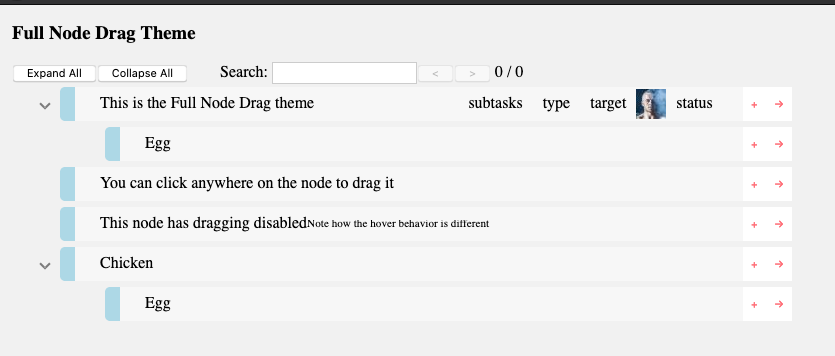 Full Node Drag Theme
Expand All Collapse All Search: < > 0 / 0
This is the Full Node Drag theme subtasks type target status + →
Egg + →
You can click anywhere on the node to drag it + →
This node has dragging disabled Note how the hover behavior is different + →
Chicken + →
Egg + →